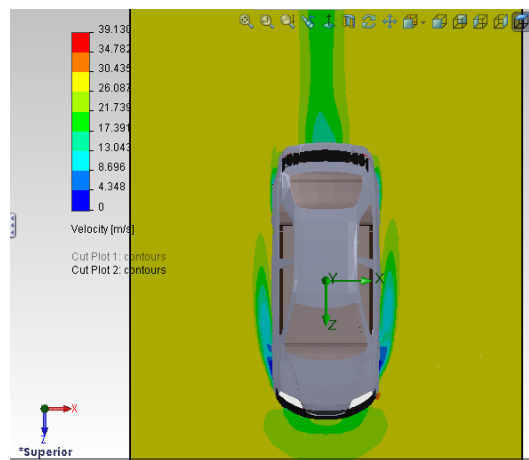 39.130
34.782
30.435
26.087
21.739
17.391
13.043
8.696
4.348
0
Velocity [m/s]
Cut Plot 1: contours
Cut Plot 2: contours
Y
X
Z
X
Z
*Superior